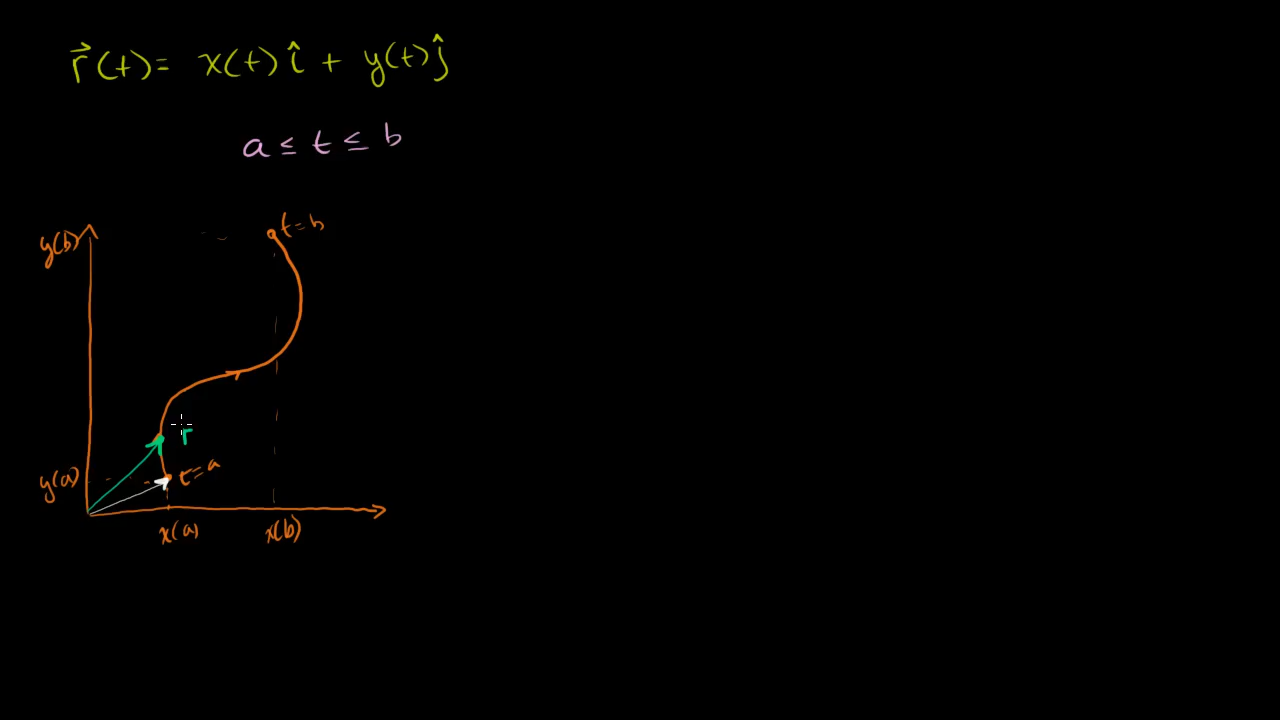 r⃗(t)= x(t)î + y(t)ĵ
a ≤ t ≤ b
y(b)
t=b
r
y(a)
t=a
x(a)
x(b)